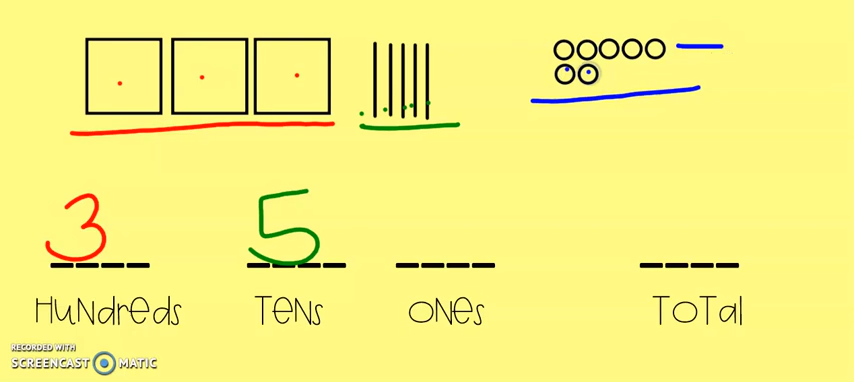 3 5
Hundreds Tens Ones Total
RECORDED WITH
SCREENCAST MATIC